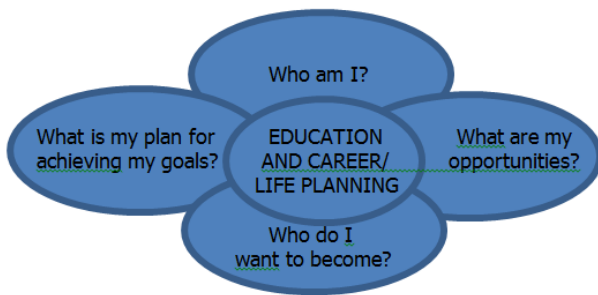 Who am I?
What is my plan for
achieving my goals?
EDUCATION
AND CAREER/
LIFE PLANNING
What are my
opportunities?
Who do I
want to become?